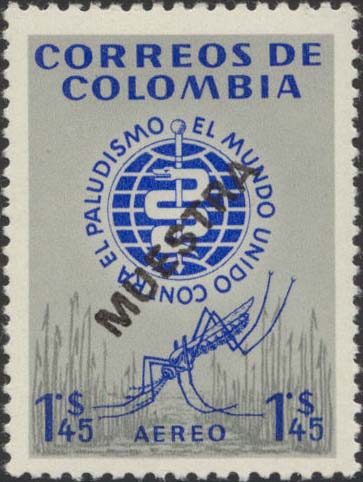 CORREOS DE
COLOMBIA
EL MUNDO UNIDO CONTRA EL PALUDISMO
MUESTRA
1.$45
AEREO
1.$45